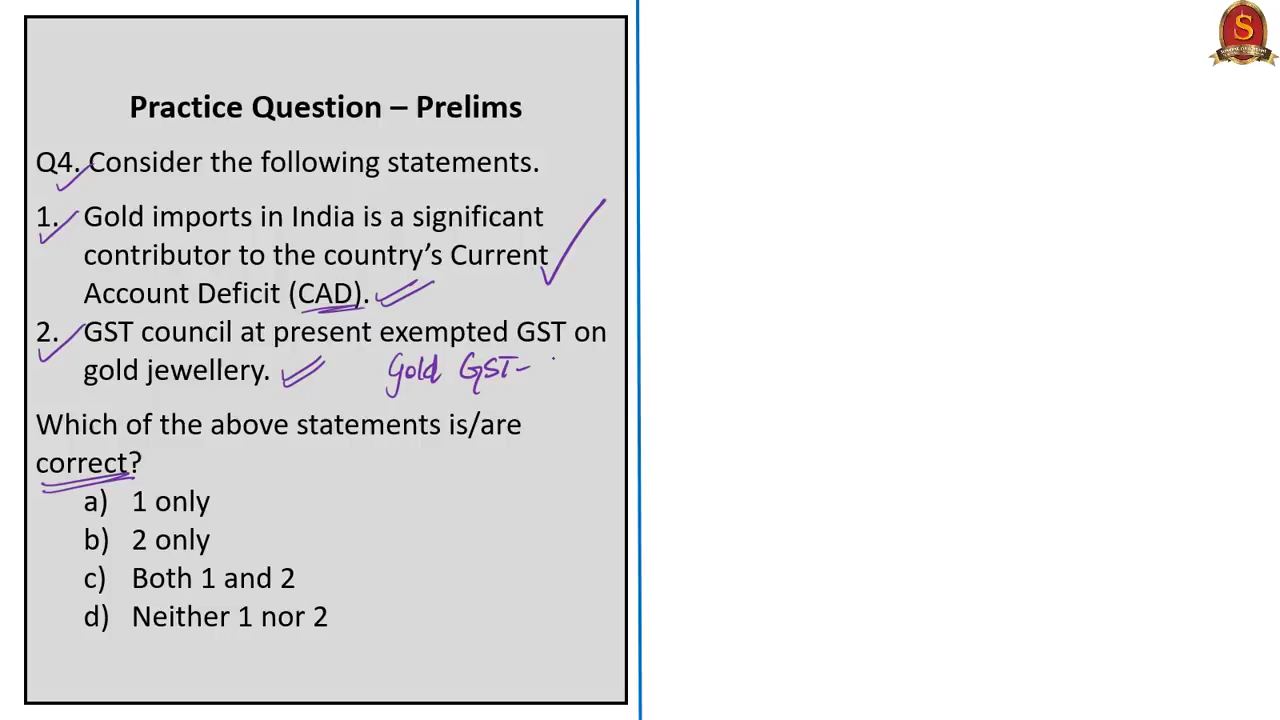 Practice Question – Prelims
Q4. Consider the following statements.
1. Gold imports in India is a significant
contributor to the country’s Current
Account Deficit (CAD).
2. GST council at present exempted GST on
gold jewellery.
Gold GST-
Which of the above statements is/are
correct?
a) 1 only
b) 2 only
c) Both 1 and 2
d) Neither 1 nor 2
S